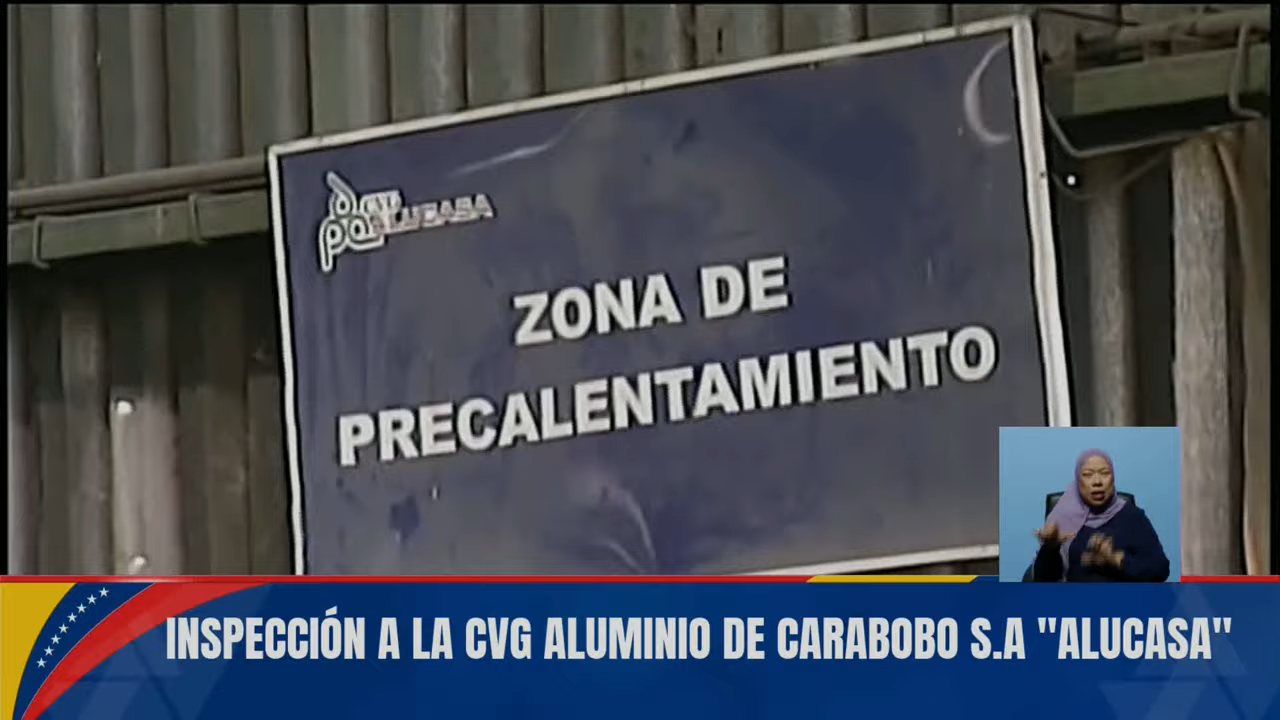 CVG
ALUCASA
ZONA DE
PRECALENTAMIENTO
INSPECCIÓN A LA CVG ALUMINIO DE CARABOBO S.A "ALUCASA"